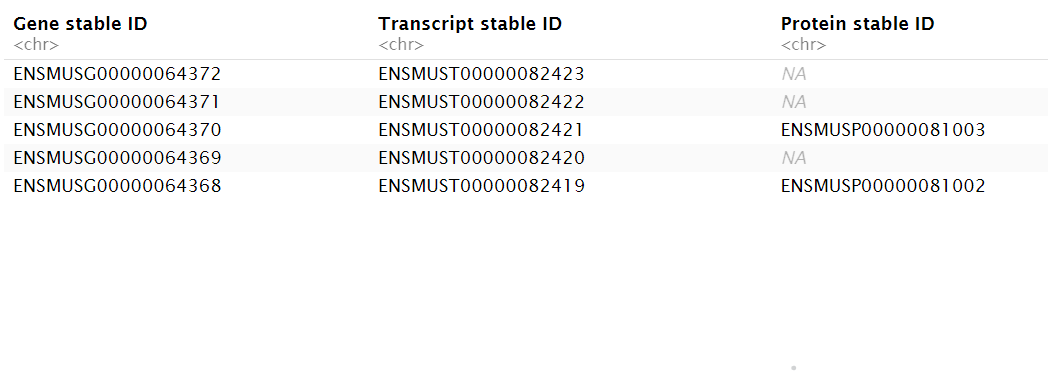 Gene stable ID Transcript stable ID Protein stable ID
<chr> <chr> <chr>
ENSMUSG00000064372 ENSMUST00000082423 NA
ENSMUSG00000064371 ENSMUST00000082422 NA
ENSMUSG00000064370 ENSMUST00000082421 ENSMUSP00000081003
ENSMUSG00000064369 ENSMUST00000082420 NA
ENSMUSG00000064368 ENSMUST00000082419 ENSMUSP00000081002